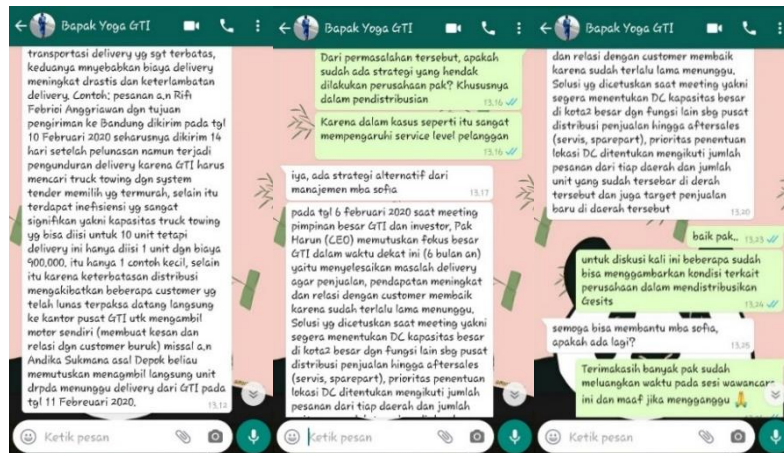 Bapak Yoga GTI
transportasi delivery yg sgt terbatas,
keduanya mnyebabkan biaya delivery
meningkat drastis dan keterlambatan
delivery. Contoh: pesanan a.n Rifi
Febriei Anggriawan dgn tujuan
pengiriman ke Bandung dikirim pada tgl
10 Februari 2020 seharusnya dikirim 14
hari setelah pelunasan namun terjadi
pengunduran delivery karena GTI harus
mencari truck towing dgn system
tender memilih yg termurah, selain itu
terdapat inefisiensi yg sangat
signifikan yakni kapasitas truck towing
yg bisa diisi untuk 10 unit tetapi
delivery ini hanya diisi 1 unit dgn biaya
900,000, itu hanya 1 contoh kecil, selain
itu karena keterbatasan distribusi
mengakibatkan beberapa customer yg
telah lunas terpaksa datang langsung
ke kantor pusat GTI utk mengambil
motor sendiri (membuat kesan dan
relasi dgn customer buruk) missal a,n
Andika Sukmana asal Depok beliau
memutuskan menagmbil langsung unit
drpda menunggu delivery dari GTI pada
tgl 11 Febreuari 2020.
13.12
Ketik pesan
Bapak Yoga GTI
Dari permasalahan tersebut, apakah
sudah ada strategi yang hendak
dilakukan perusahaan pak? Khususnya
dalam pendistribusian
13.16
Karena dalam kasus seperti itu sangat
mempengaruhi service level pelanggan
13.16
iya, ada strategi alternatif dari
manajemen mba sofia
13.17
pada tgl 6 februari 2020 saat meeting
pimpinan besar GTI dan investor, Pak
Harun (CEO) memutuskan fokus besar
GTI dalam waktu dekat ini (6 bulan an)
yaitu menyelesaikan masalah delivery
agar penjualan, pendapatan meningkat
dan relasi dengan customer membaik
karena sudah terlalu lama menunggu.
Solusi yg dicetuskan saat meeting yakni
segera menentukan DC kapasitas besar
di kota2 besar dgn fungsi lain sbg pusat
distribusi penjualan hingga aftersales
(servis, sparepart), prioritas penentuan
lokasi DC ditentukan mengikuti jumlah
pesanan dari tiap daerah dan jumlah
Ketik pesan
Bapak Yoga GTI
dan relasi dengan customer membaik
karena sudah terlalu lama menunggu.
Solusi yg dicetuskan saat meeting yakni
segera menentukan DC kapasitas besar
di kota2 besar dgn fungsi lain sbg pusat
distribusi penjualan hingga aftersales
(servis, sparepart), prioritas penentuan
lokasi DC ditentukan mengikuti jumlah
pesanan dari tiap daerah dan jumlah
unit yang sudah tersebar di derah
tersebut dan juga target penjualan
baru di daerah tersebut
13.20
baik pak..
13.23
untuk diskusi kali ini beberapa sudah
bisa menggambarkan kondisi terkait
perusahaan dalam mendistribusikan
Gesits
13.24
semoga bisa membantu mba sofia,
apakah ada lagi?
13.25
Terimakasih banyak pak sudah
meluangkan waktu pada sesi wawancara
ini dan maaf jika mengganggu 🙏
Ketik pesan